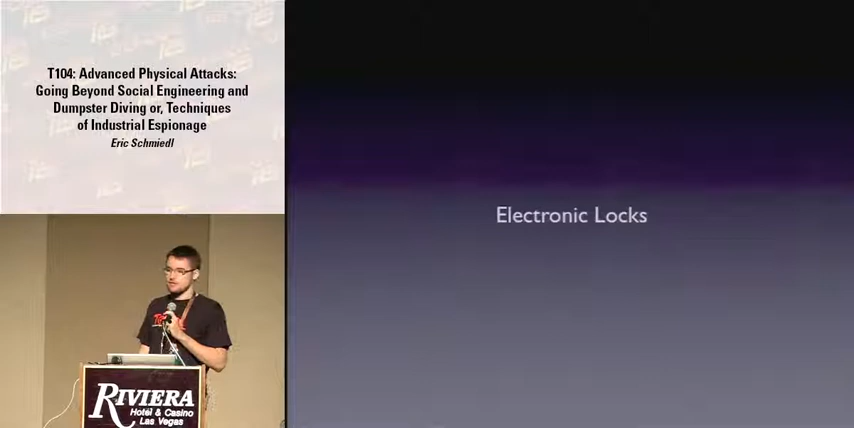 T104: Advanced Physical Attacks:
Going Beyond Social Engineering and
Dumpster Diving or, Techniques
of Industrial Espionage
Eric Schmiedl
Electronic Locks
RIVIERA
Hotel & Casino
Las Vegas